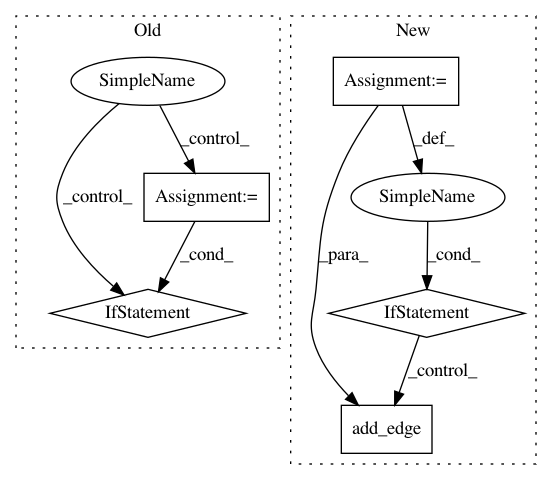 Old
SimpleName
_control_
_control_
Assignment:=
_cond_
IfStatement
New
Assignment:=
_def_
SimpleName
_para_
_cond_
IfStatement
_control_
add_edge